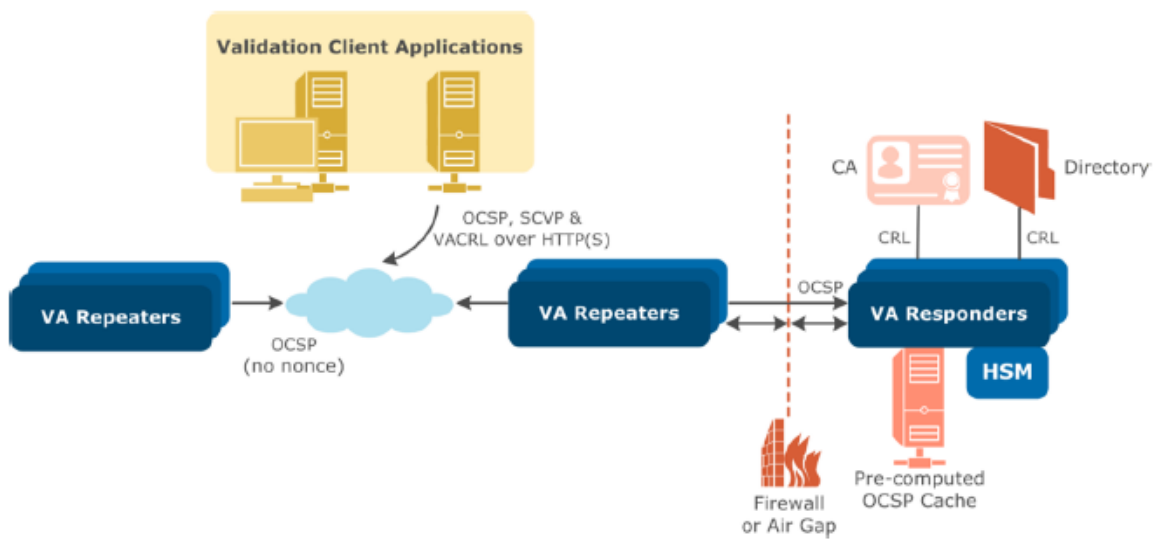 Validation Client Applications
OCSP, SCVP &
VACRL over HTTP(S)
CA
Directory
CRL
CRL
VA Repeaters
OCSP
(no nonce)
VA Repeaters
OCSP
VA Responders
HSM
Firewall
or Air Gap
Pre-computed
OCSP Cache